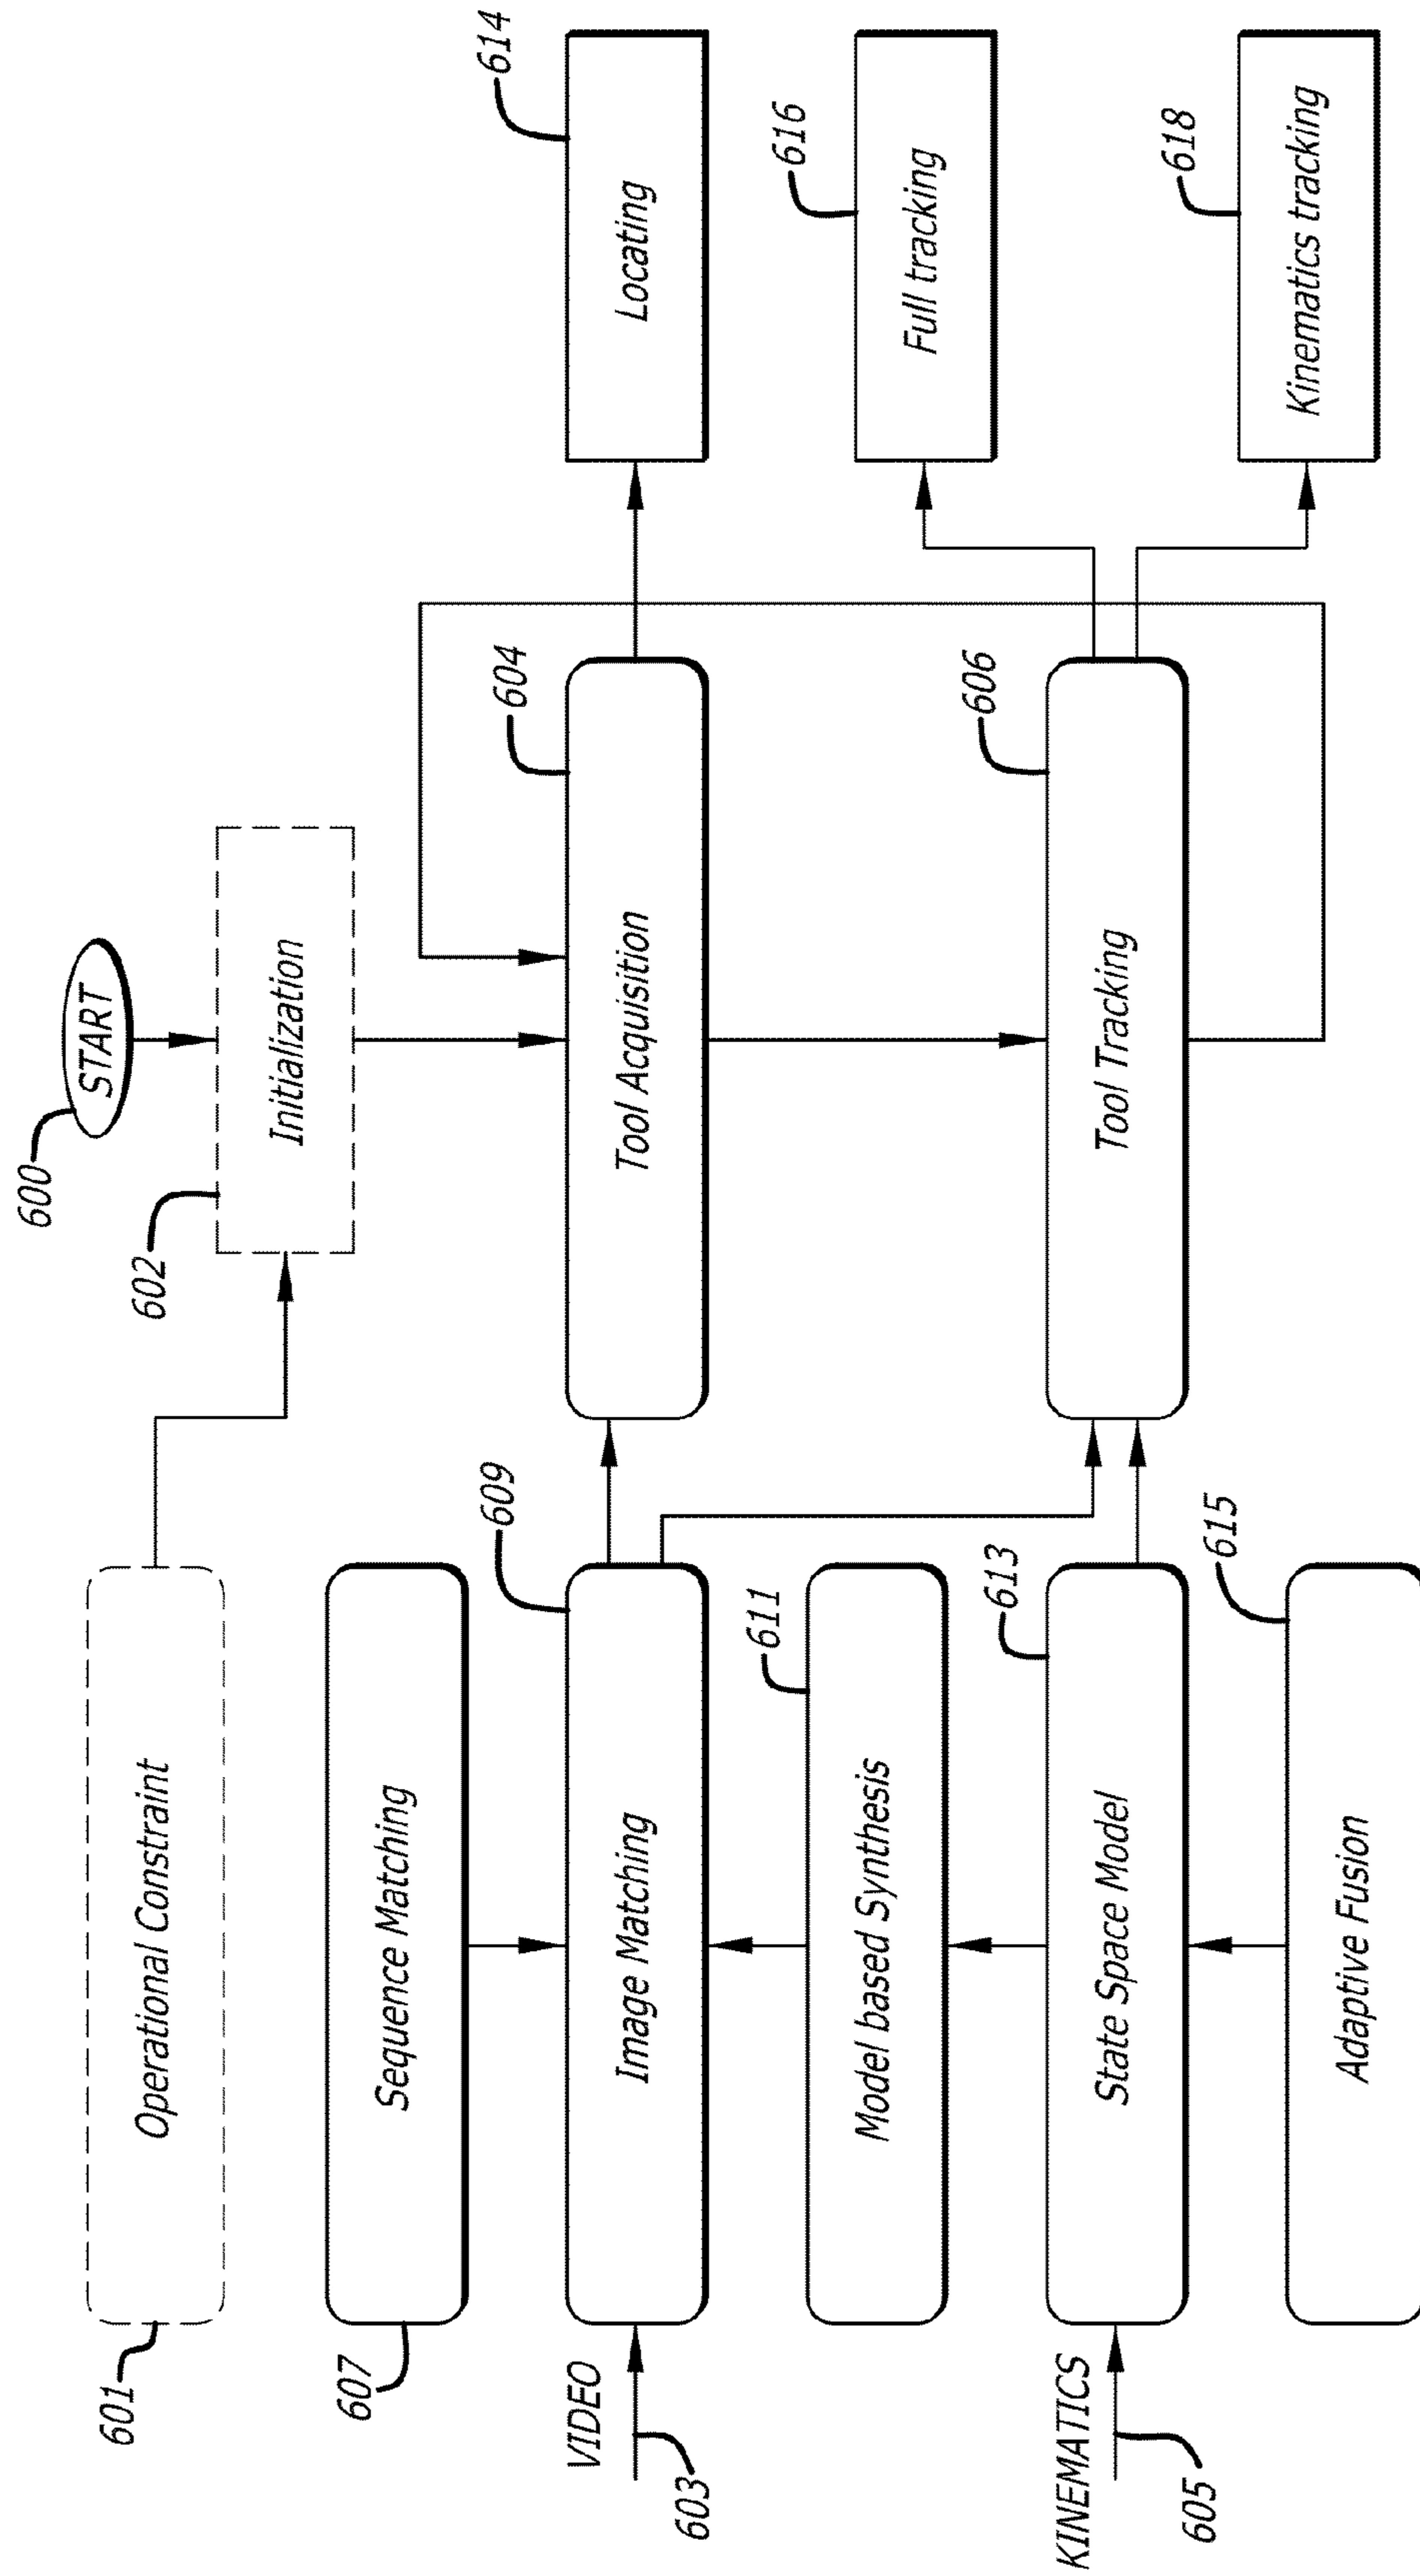 600
START
601
Operational Constraint
602
Initialization
607
Sequence Matching
VIDEO
603
609
Image Matching
604
Tool Acquisition
614
Locating
611
Model based Synthesis
616
Full tracking
KINEMATICS
605
613
State Space Model
606
Tool Tracking
618
Kinematics tracking
615
Adaptive Fusion